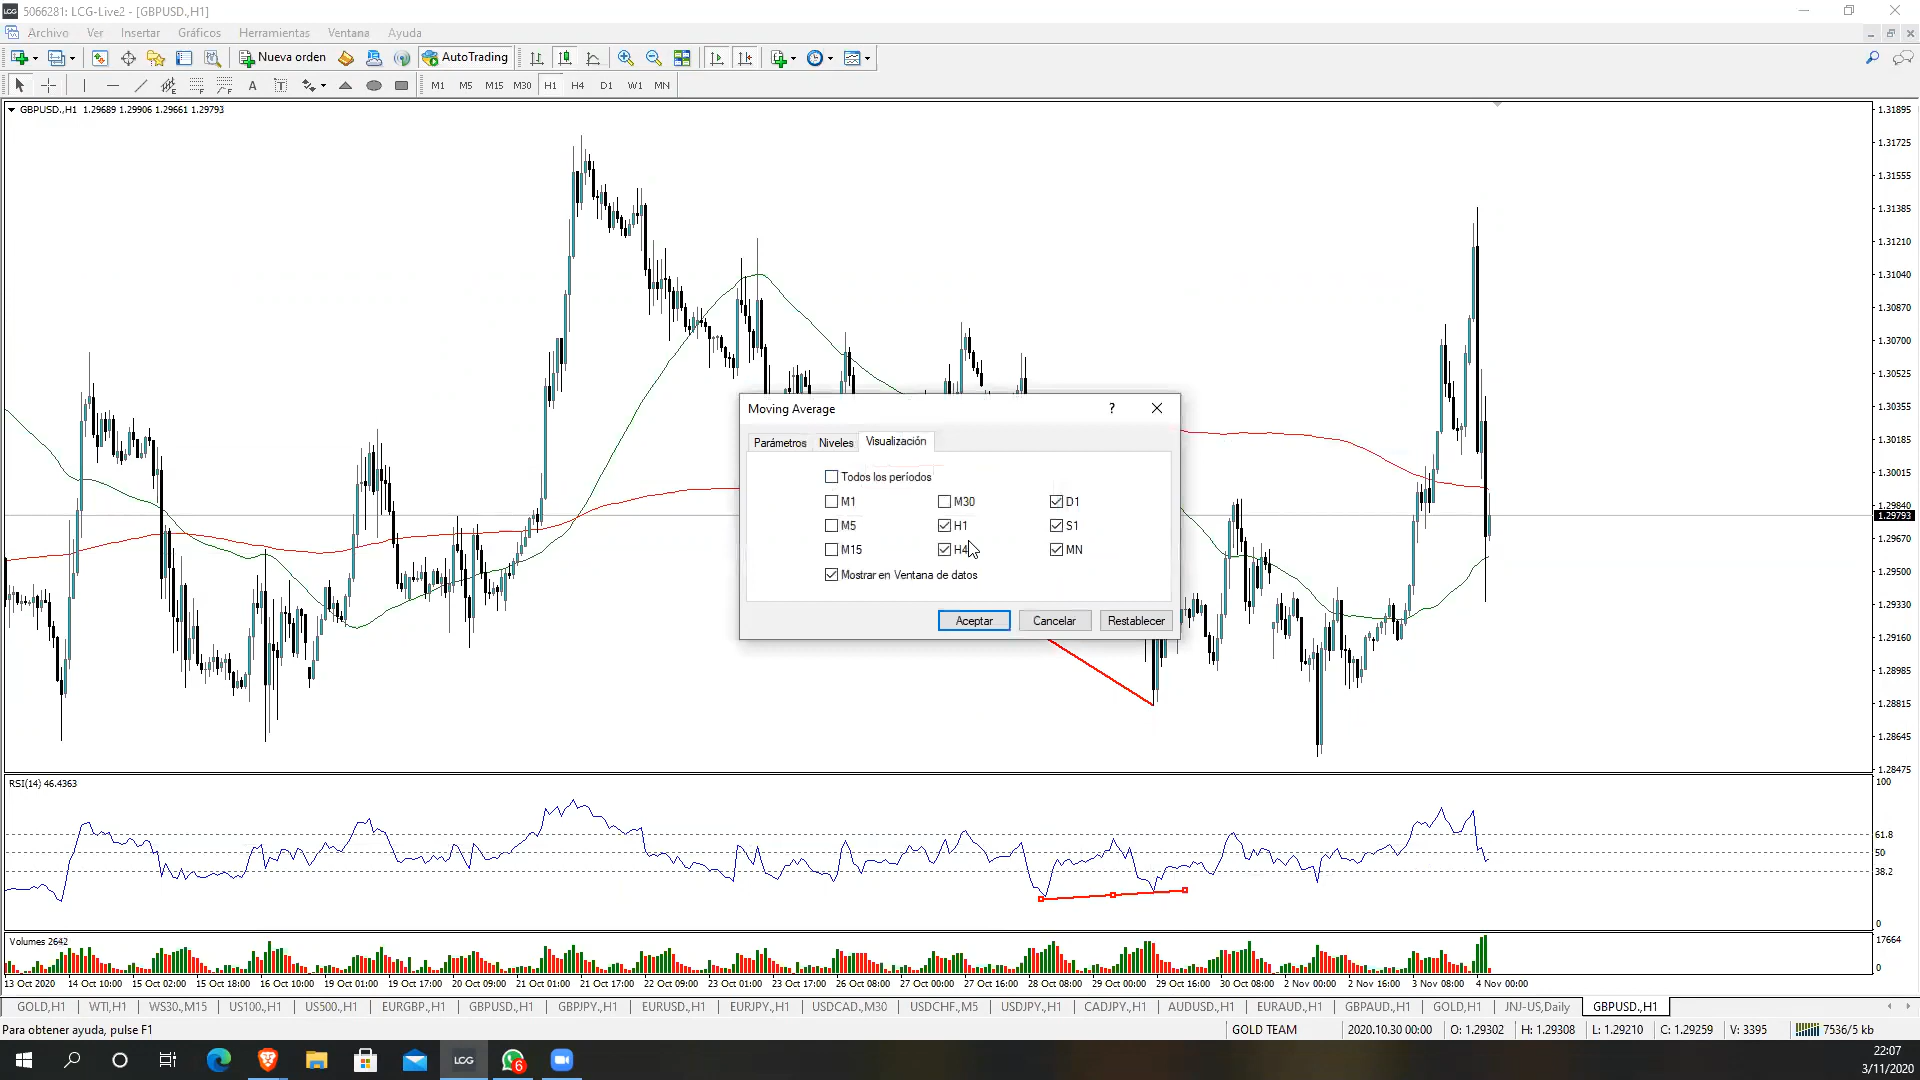 LCG 5066281: LCG-Live2 - [GBPUSD.,H1]
Archivo Ver Insertar Gráficos Herramientas Ventana Ayuda
Nueva orden AutoTrading
A T M1 M5 M15 M30 H1 H4 D1 W1 MN
GBPUSD.,H1 1.29689 1.29906 1.29661 1.29793
1.31895
1.31725
1.31555
1.31385
1.31210
1.31040
1.30870
1.30700
1.30525
1.30355
1.30185
1.30015
1.29840
1.29793
1.29670
1.29500
1.29330
1.29160
1.28985
1.28815
1.28645
1.28475
Moving Average ?
Parámetros Niveles Visualización
Todos los períodos
M1 M30 D1
M5 H1 S1
M15 H4 MN
Mostrar en Ventana de datos
Aceptar Cancelar Restablecer
RSI(14) 46.4363
100
61.8
50
38.2
0
Volumes 2642
17664
0
13 Oct 2020 14 Oct 10:00 15 Oct 02:00 15 Oct 18:00 16 Oct 10:00 19 Oct 01:00 19 Oct 17:00 20 Oct 09:00 21 Oct 01:00 21 Oct 17:00 22 Oct 09:00 23 Oct 01:00 23 Oct 17:00 26 Oct 08:00 27 Oct 00:00 27 Oct 16:00 28 Oct 08:00 29 Oct 00:00 29 Oct 16:00 30 Oct 08:00 2 Nov 00:00 2 Nov 16:00 3 Nov 08:00 4 Nov 00:00
GOLD,H1 WTI,H1 WS30.,M15 US100.,H1 US500.,H1 EURGBP.,H1 GBPUSD.,H1 GBPJPY.,H1 EURUSD.,H1 EURJPY.,H1 USDCAD.,M30 USDCHF.,M5 USDJPY.,H1 CADJPY.,H1 AUDUSD.,H1 EURAUD.,H1 GBPAUD.,H1 GOLD.,H1 JNJ-US,Daily GBPUSD.,H1
Para obtener ayuda, pulse F1 GOLD TEAM 2020.10.30 00:00 O: 1.29302 H: 1.29308 L: 1.29210 C: 1.29259 V: 3395 7536/5 kb
LCG 6 22:07
3/11/2020